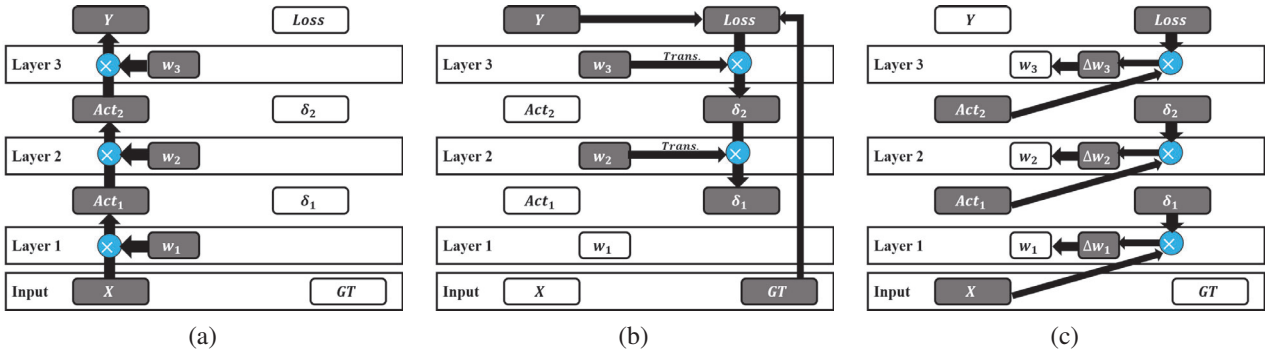 Y Loss
Layer 3 × w₃
Act₂ δ₂
Layer 2 × w₂
Act₁ δ₁
Layer 1 × w₁
Input X GT
(a)
Y Loss
Layer 3 w₃ Trans. ×
Act₂ δ₂
Layer 2 w₂ Trans. ×
Act₁ δ₁
Layer 1 w₁
Input X GT
(b)
Y Loss
Layer 3 w₃ Δw₃ ×
Act₂ δ₂
Layer 2 w₂ Δw₂ ×
Act₁ δ₁
Layer 1 w₁ Δw₁ ×
Input X GT
(c)